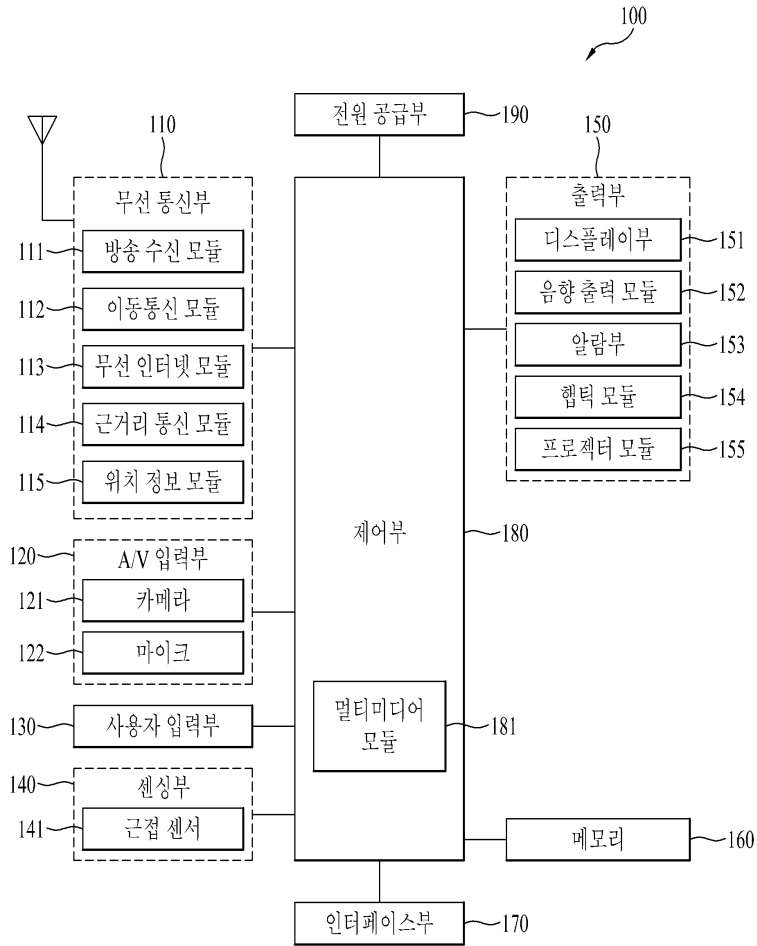 100
전원 공급부
190
110
무선 통신부
111
방송 수신 모듈
112
이동통신 모듈
113
무선 인터넷 모듈
114
근거리 통신 모듈
115
위치 정보 모듈
120
A/V 입력부
121
카메라
122
마이크
130
사용자 입력부
140
센싱부
141
근접 센서
제어부
180
멀티미디어
모듈
181
150
출력부
디스플레이부
151
음향 출력 모듈
152
알람부
153
햅틱 모듈
154
프로젝터 모듈
155
메모리
160
인터페이스부
170